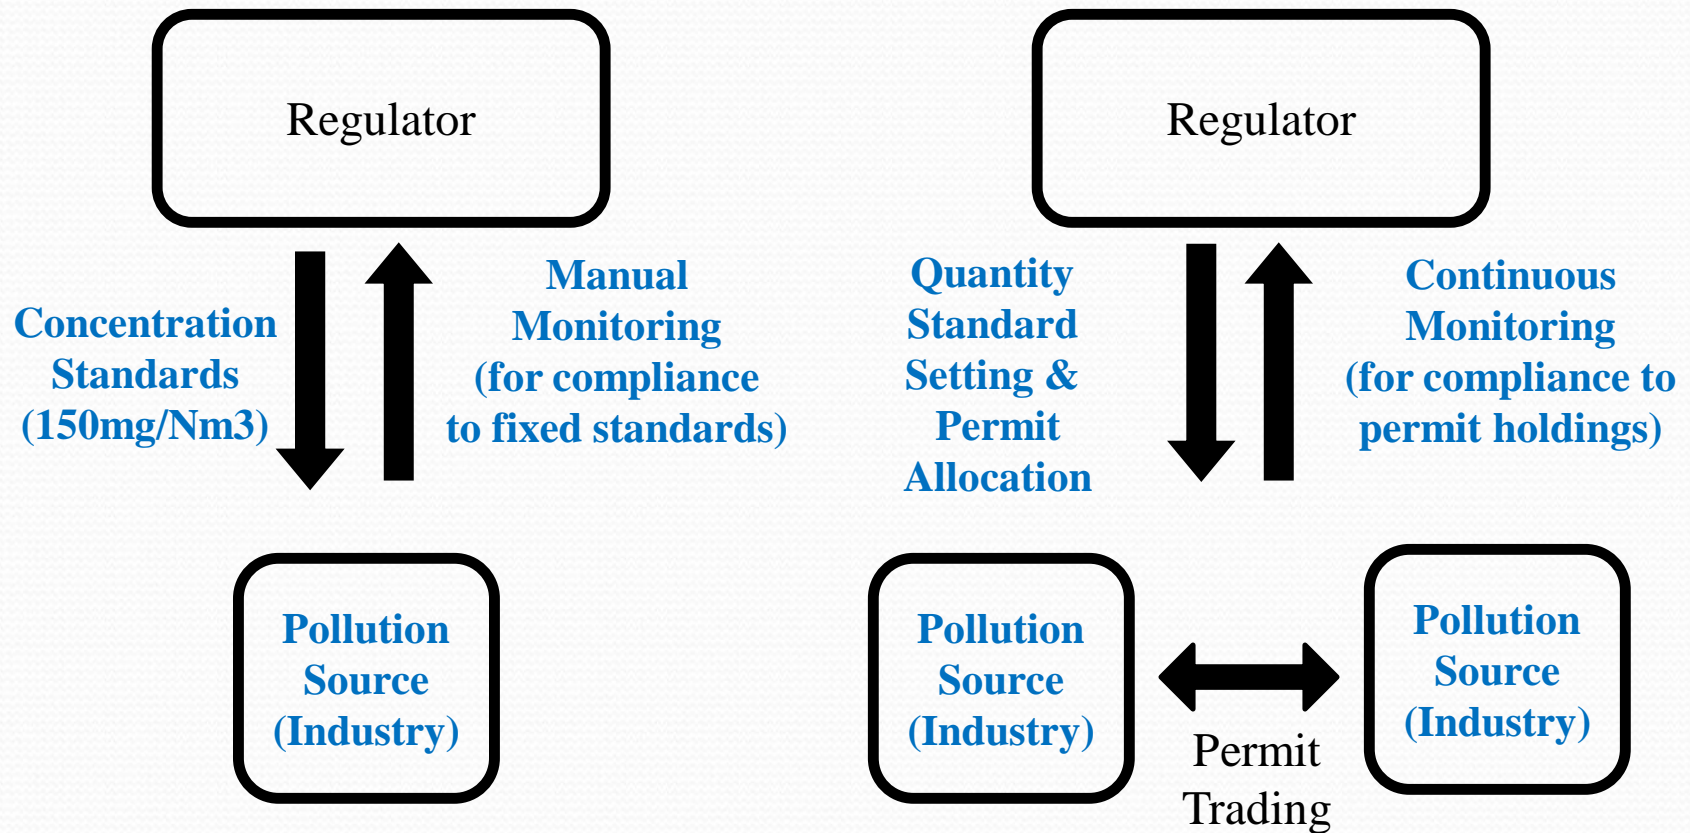 Regulator
Concentration
Standards
(150mg/Nm3)
Manual
Monitoring
(for compliance
to fixed standards)
Pollution
Source
(Industry)
Regulator
Quantity
Standard
Setting &
Permit
Allocation
Continuous
Monitoring
(for compliance to
permit holdings)
Pollution
Source
(Industry)
Permit
Trading
Pollution
Source
(Industry)